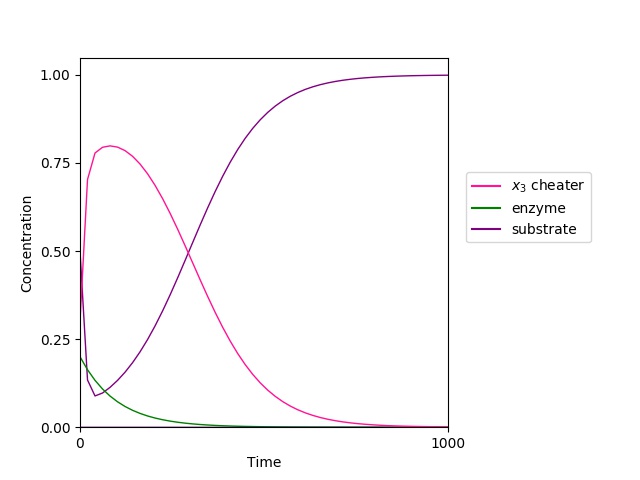 1.00
0.75
0.50
0.25
0.00
Concentration
0
1000
Time
x₃ cheater
enzyme
substrate